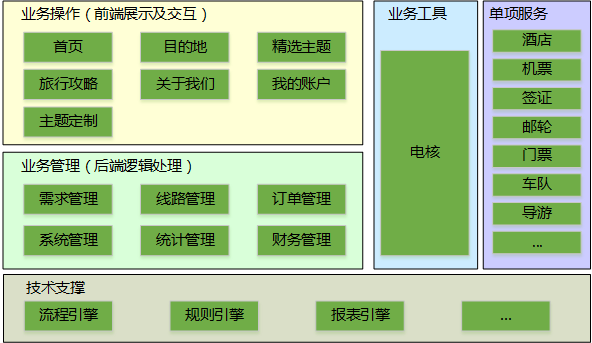 业务操作（前端展示及交互）
首页
目的地
精选主题
旅行攻略
关于我们
我的账户
主题定制
业务管理（后端逻辑处理）
需求管理
线路管理
订单管理
系统管理
统计管理
财务管理
业务工具
电核
单项服务
酒店
机票
签证
邮轮
门票
车队
导游
...
技术支撑
流程引擎
规则引擎
报表引擎
...